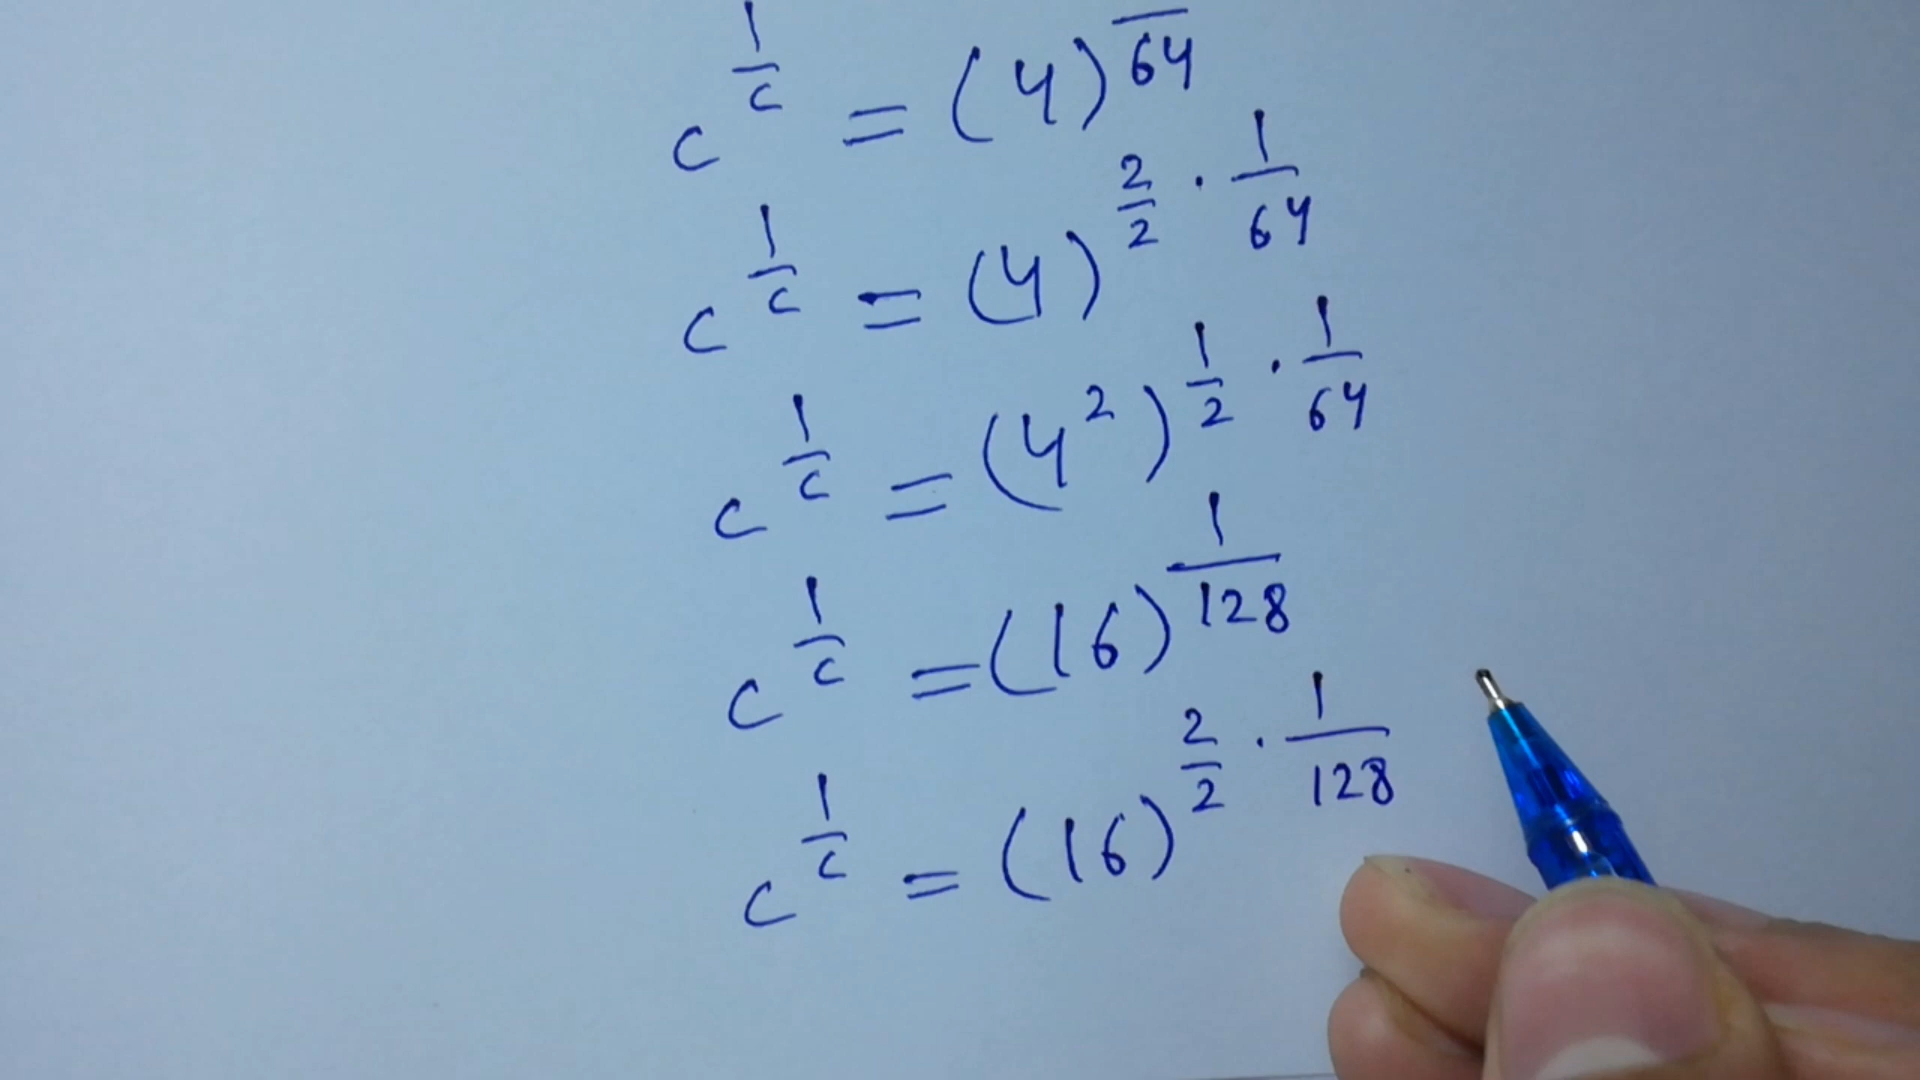 c^(1/c) = (4)^(/64)
c^(1/c) = (4)^(2/2 · 1/64)
c^(1/c) = (4^2)^(1/2 · 1/64)
c^(1/c) = (16)^(1/128)
c^(1/c) = (16)^(2/2 · 1/128)